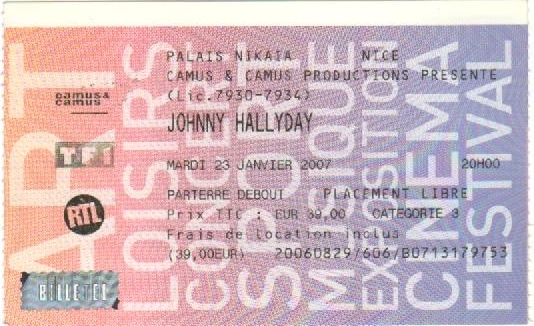 PALAIS NIKAIA NICE
CAMUS & CAMUS PRODUCTIONS PRESENTE
(Lic.7930-7934)
JOHNNY HALLYDAY
MARDI 23 JANVIER 2007 20H00
PARTERRE DEBOUT PLACEMENT LIBRE
Prix TTC : EUR 39,00 CATEGORIE 3
Frais de location inclus
(39,00EUR) 20060829/606/B0713179753
camus&
camus
TF1
RTL
BILLETEL
ART
LOISIRS
CONCERT
SPORT
MUSIQUE
EXPOSITION
CINEMA
FESTIVAL